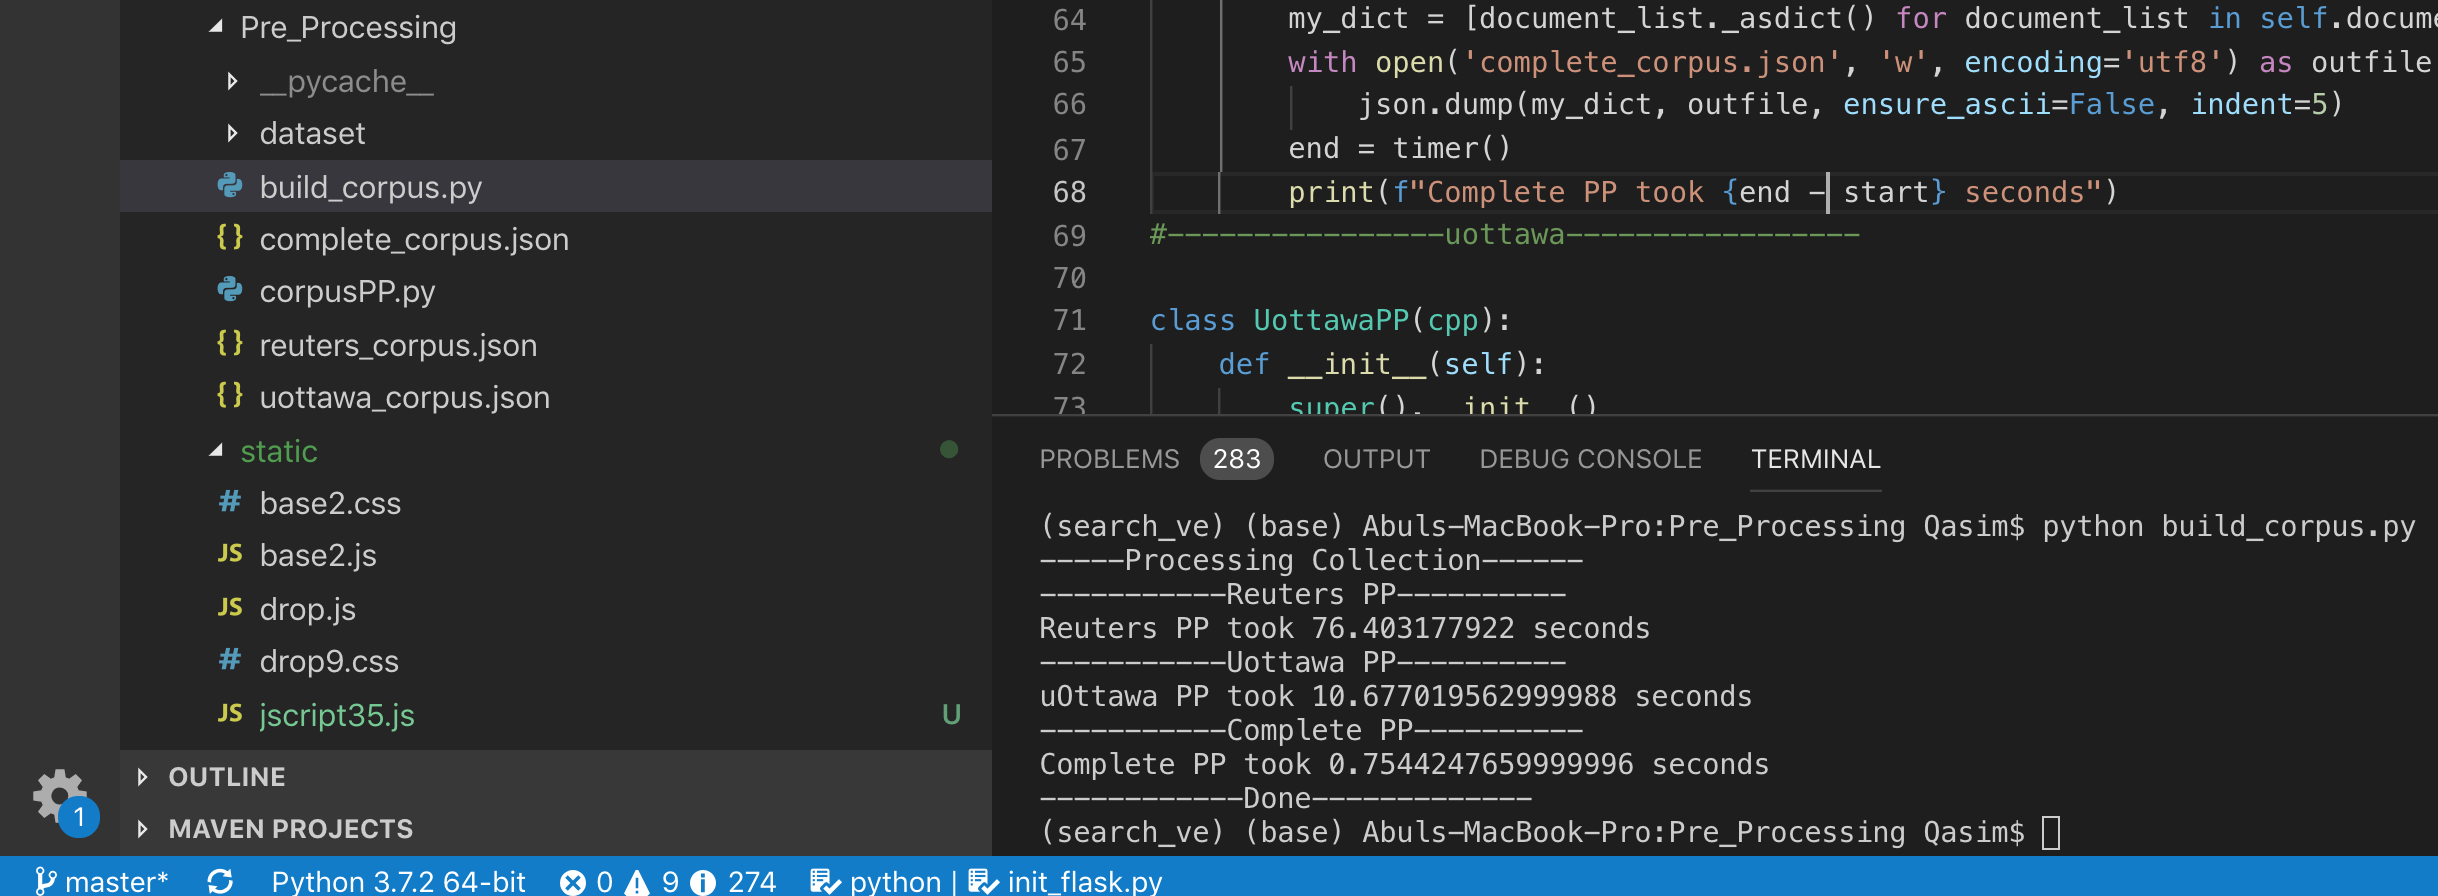 Pre_Processing
__pycache__
dataset
build_corpus.py
{} complete_corpus.json
corpusPP.py
{} reuters_corpus.json
{} uottawa_corpus.json
static
# base2.css
JS base2.js
JS drop.js
# drop9.css
JS jscript35.js U
OUTLINE
MAVEN PROJECTS
1
64 my_dict = [document_list._asdict() for document_list in self.docume
65 with open('complete_corpus.json', 'w', encoding='utf8') as outfile
66 json.dump(my_dict, outfile, ensure_ascii=False, indent=5)
67 end = timer()
68 print(f"Complete PP took {end - start} seconds")
69 #----------------uottawa-----------------
70
71 class UottawaPP(cpp):
72 def __init__(self):
73 super().__init__()
PROBLEMS 283 OUTPUT DEBUG CONSOLE TERMINAL
(search_ve) (base) Abuls-MacBook-Pro:Pre_Processing Qasim$ python build_corpus.py
-----Processing Collection------
-----------Reuters PP----------
Reuters PP took 76.403177922 seconds
-----------Uottawa PP----------
uOttawa PP took 10.677019562999988 seconds
-----------Complete PP----------
Complete PP took 0.7544247659999996 seconds
------------Done-------------
(search_ve) (base) Abuls-MacBook-Pro:Pre_Processing Qasim$
master* Python 3.7.2 64-bit 0 9 274 python | init_flask.py